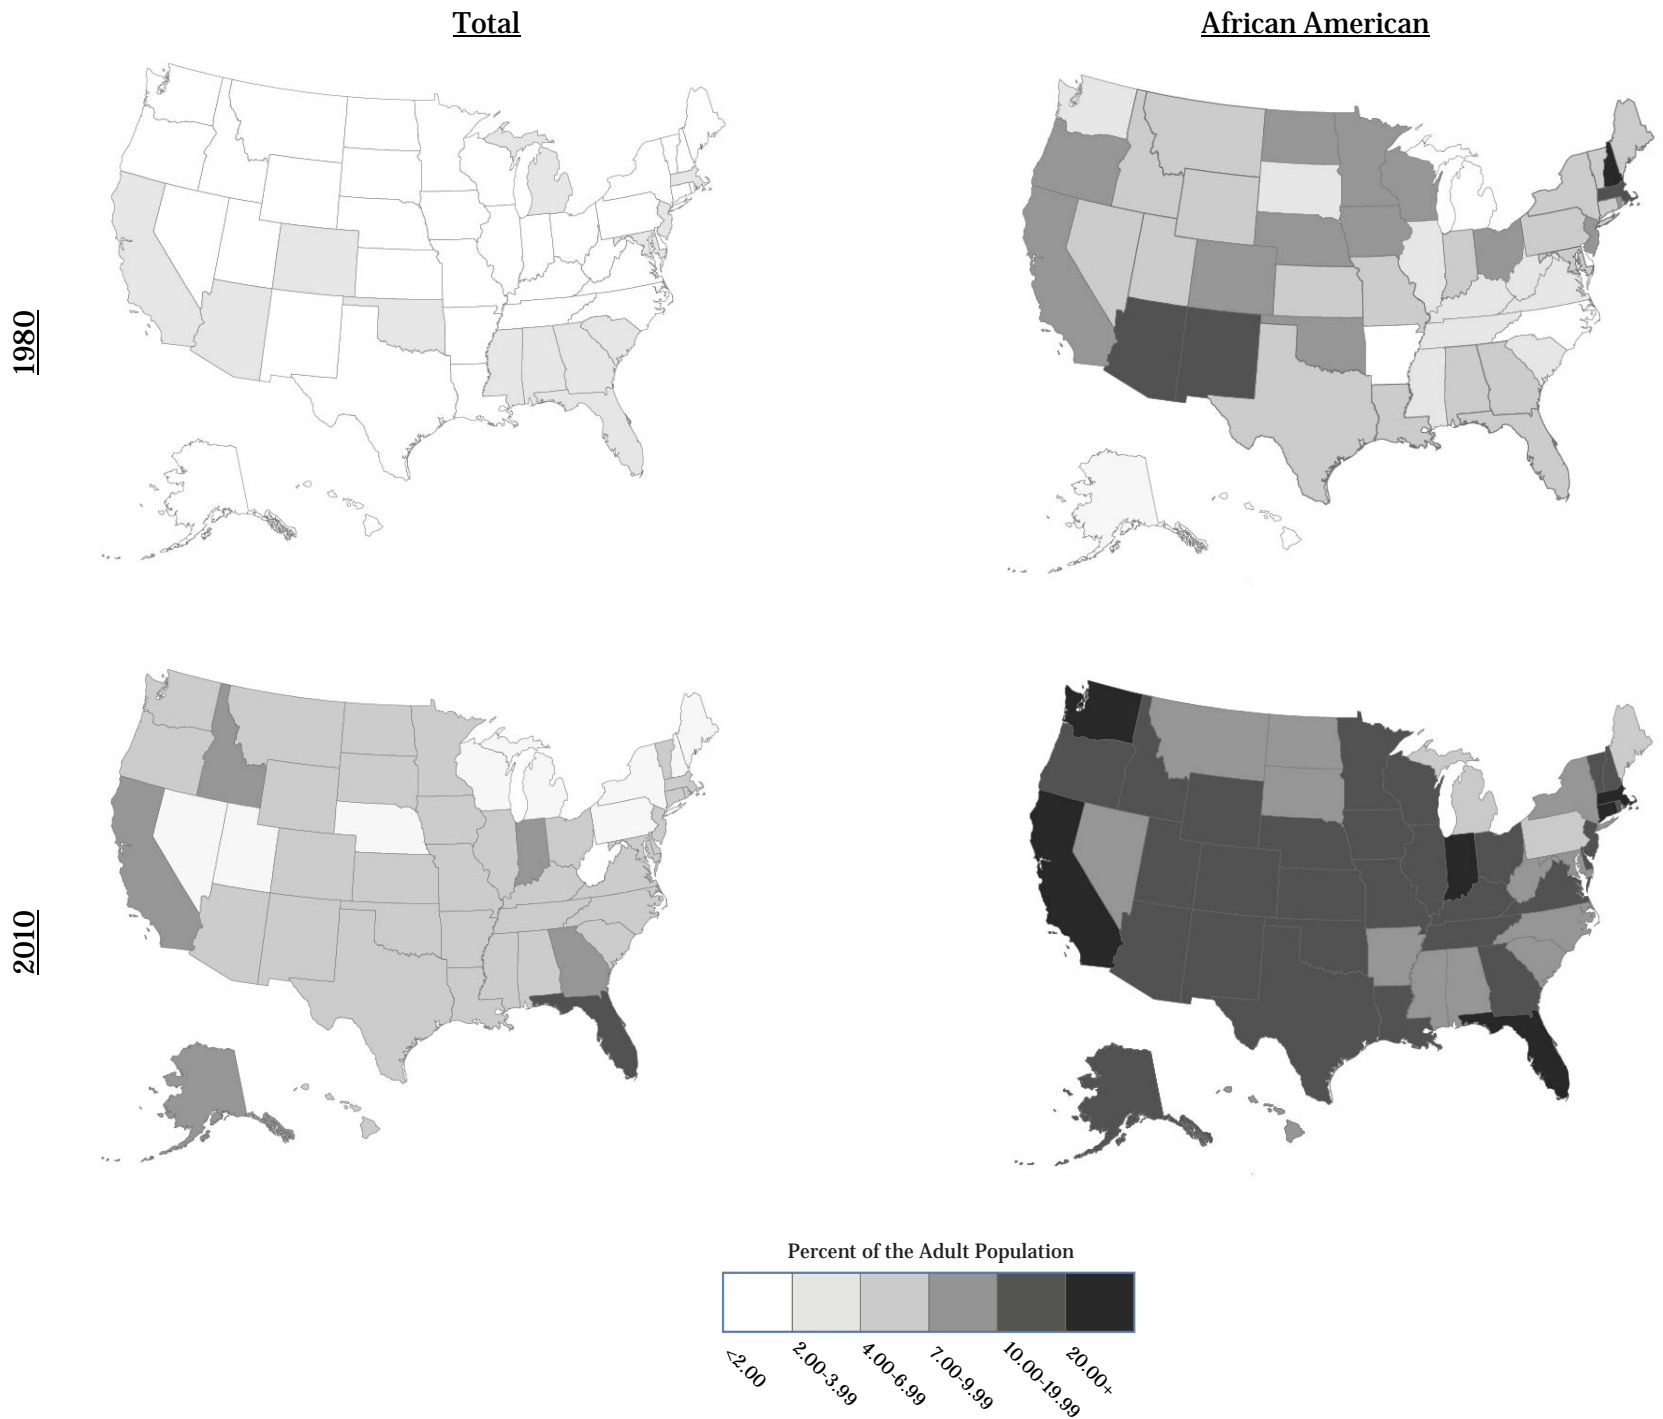 Total
African American
1980
2010
Percent of the Adult Population
<2.00
2.00-3.99
4.00-6.99
7.00-9.99
10.00-19.99
20.00+